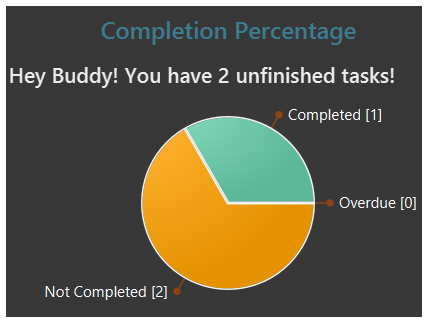 Completion Percentage
Hey Buddy! You have 2 unfinished tasks!
Completed [1]
Overdue [0]
Not Completed [2]